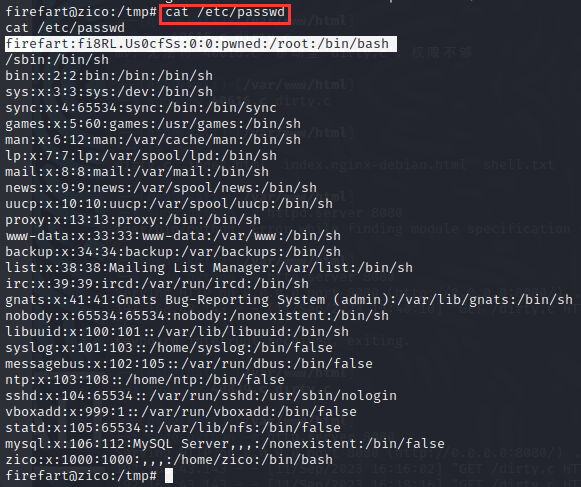 firefart@zico:/tmp# cat /etc/passwd
cat /etc/passwd
firefart:fi8RL.Us0cfSs:0:0:pwned:/root:/bin/bash
/sbin:/bin/sh
bin:x:2:2:bin:/bin:/bin/sh
sys:x:3:3:sys:/dev:/bin/sh
sync:x:4:65534:sync:/bin:/bin/sync
games:x:5:60:games:/usr/games:/bin/sh
man:x:6:12:man:/var/cache/man:/bin/sh
lp:x:7:7:lp:/var/spool/lpd:/bin/sh
mail:x:8:8:mail:/var/mail:/bin/sh
news:x:9:9:news:/var/spool/news:/bin/sh
uucp:x:10:10:uucp:/var/spool/uucp:/bin/sh
proxy:x:13:13:proxy:/bin:/bin/sh
www-data:x:33:33:www-data:/var/www:/bin/sh
backup:x:34:34:backup:/var/backups:/bin/sh
list:x:38:38:Mailing List Manager:/var/list:/bin/sh
irc:x:39:39:ircd:/var/run/ircd:/bin/sh
gnats:x:41:41:Gnats Bug-Reporting System (admin):/var/lib/gnats:/bin/sh
nobody:x:65534:65534:nobody:/nonexistent:/bin/sh
libuuid:x:100:101::/var/lib/libuuid:/bin/sh
syslog:x:101:103::/home/syslog:/bin/false
messagebus:x:102:105::/var/run/dbus:/bin/false
ntp:x:103:108::/home/ntp:/bin/false
sshd:x:104:65534::/var/run/sshd:/usr/sbin/nologin
vboxadd:x:999:1::/var/run/vboxadd:/bin/false
statd:x:105:65534::/var/lib/nfs:/bin/false
mysql:x:106:112:MySQL Server,,,:/nonexistent:/bin/false
zico:x:1000:1000:,,,:/home/zico:/bin/bash
firefart@zico:/tmp#